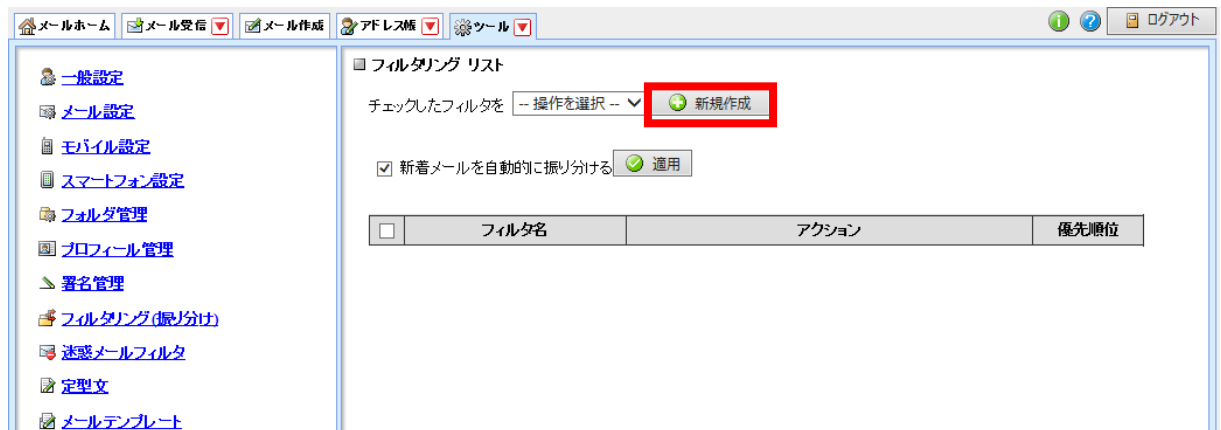 メールホーム メール受信 メール作成 アドレス帳 ツール ログアウト
一般設定
メール設定
モバイル設定
スマートフォン設定
フォルダ管理
プロフィール管理
署名管理
フィルタリング(振り分け)
迷惑メールフィルタ
定型文
メールテンプレート
フィルタリング リスト
チェックしたフィルタを -- 操作を選択 -- 新規作成
新着メールを自動的に振り分ける 適用
フィルタ名 アクション 優先順位